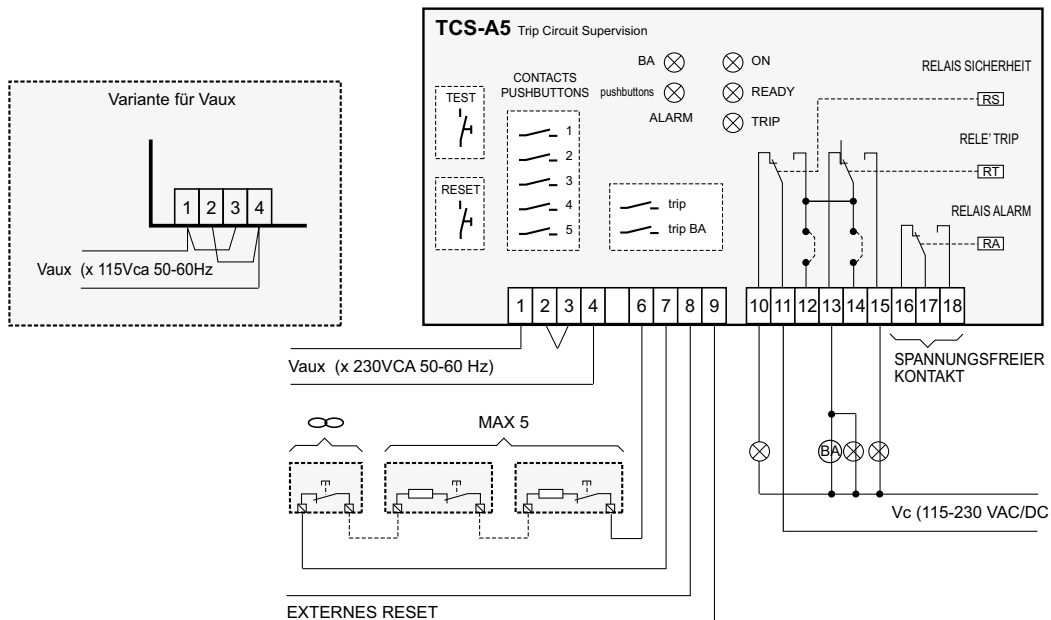 TCS-A5 Trip Circuit Supervision
Variante für Vaux
1 2 3 4
Vaux (x 115Vca 50-60Hz
TEST
RESET
CONTACTS
PUSHBUTTONS
1
2
3
4
5
BA
pushbuttons
ALARM
ON
READY
TRIP
trip
trip BA
RELAIS SICHERHEIT
RS
RELE' TRIP
RT
RELAIS ALARM
RA
1 2 3 4 6 7 8 9 10 11 12 13 14 15 16 17 18
SPANNUNGSFREIER
KONTAKT
Vaux (x 230VCA 50-60 Hz)
∞
MAX 5
BA
Vc (115-230 VAC/DC
EXTERNES RESET